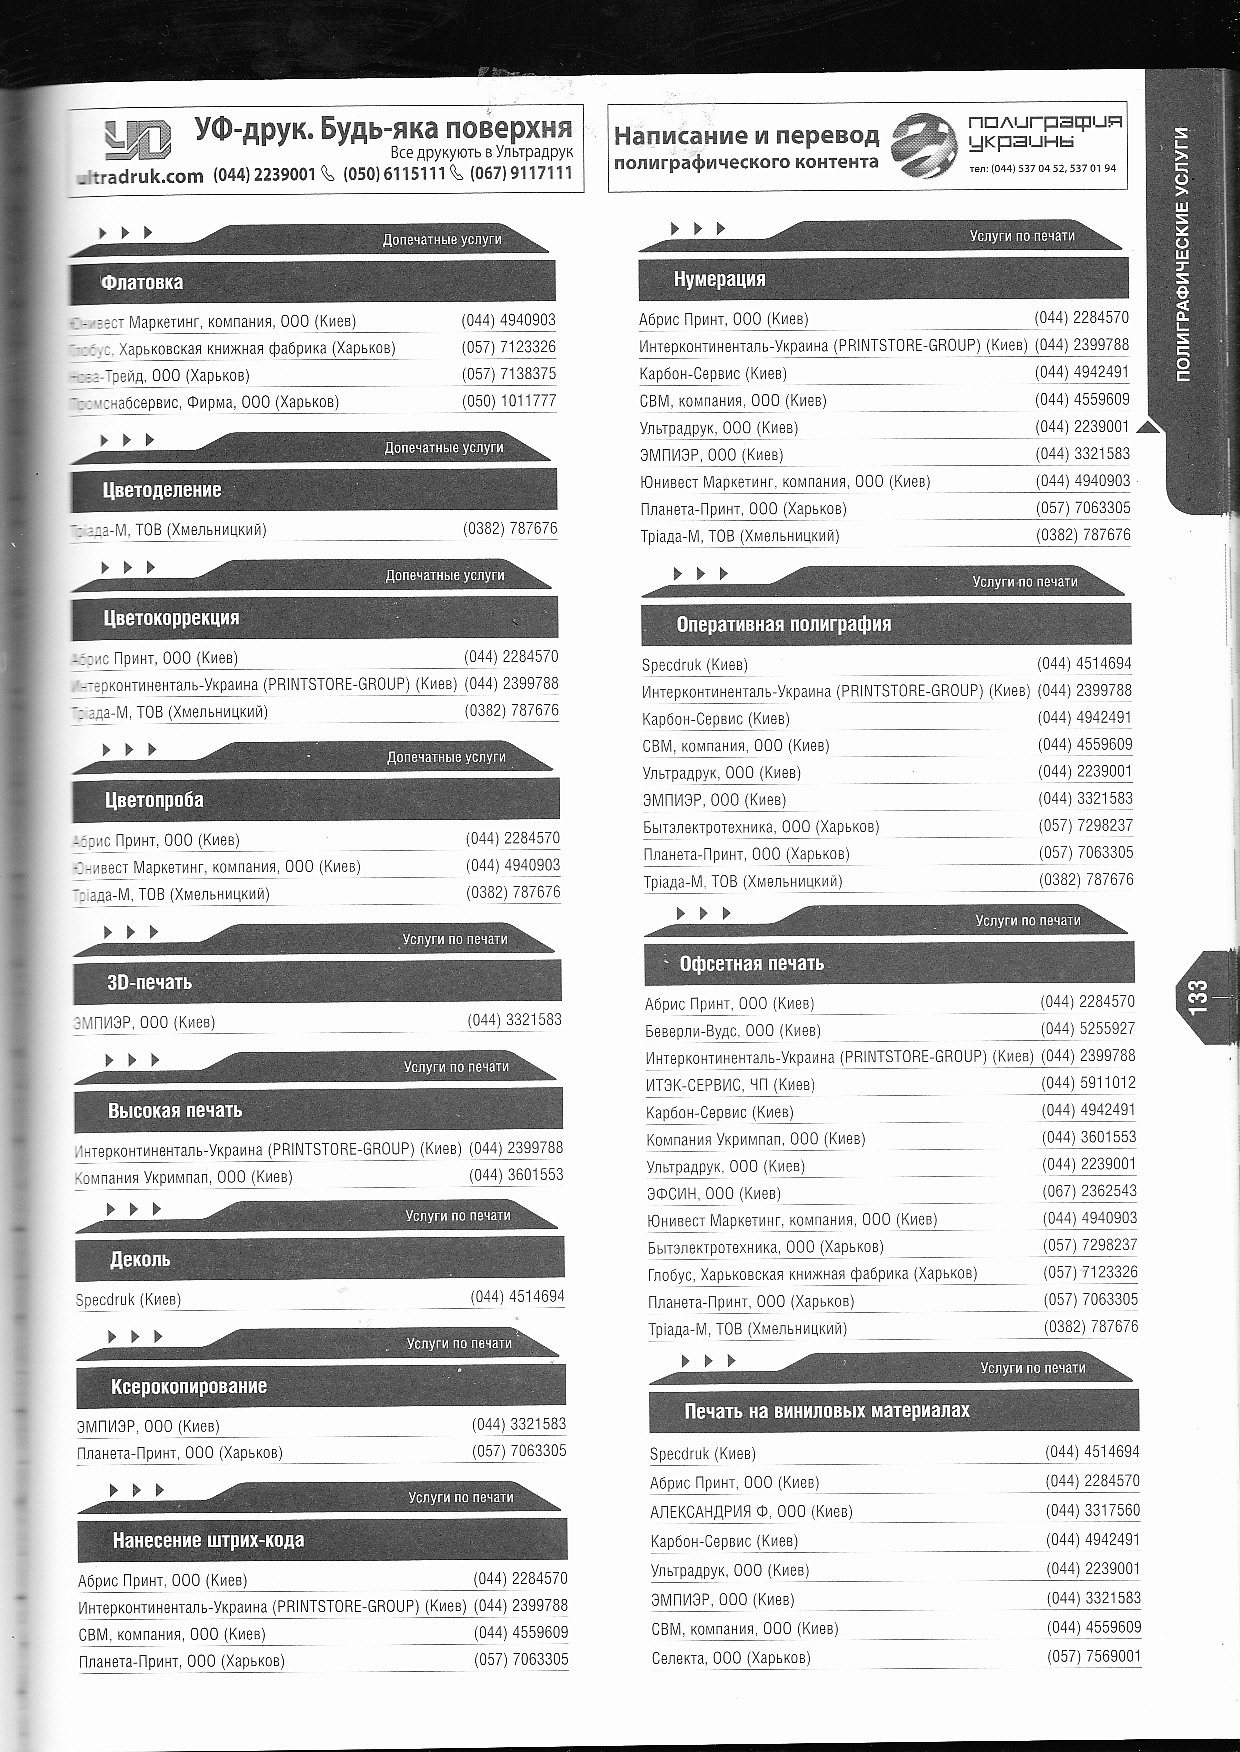 УФ-друк. Будь-яка поверхня
Все друкують в Ультрадрук
ultradruk.com (044) 2239001 (050) 6115111 (067) 9117111
Написание и перевод
полиграфического контента
полиграфия
украины
тел: (044) 537 04 52, 537 01 94
ПОЛИГРАФИЧЕСКИЕ УСЛУГИ
Допечатные услуги
Флатовка
Юнивест Маркетинг, компания, ООО (Киев) (044) 4940903
Глобус, Харьковская книжная фабрика (Харьков) (057) 7123326
Нова-Трейд, ООО (Харьков) (057) 7138375
Промснабсервис, Фирма, ООО (Харьков) (050) 1011777
Допечатные услуги
Цветоделение
Тріада-М, ТОВ (Хмельницкий) (0382) 787676
Допечатные услуги
Цветокоррекция
Абрис Принт, ООО (Киев) (044) 2284570
Интерконтиненталь-Украина (PRINTSTORE-GROUP) (Киев) (044) 2399788
Тріада-М, ТОВ (Хмельницкий) (0382) 787676
Допечатные услуги
Цветопроба
Абрис Принт, ООО (Киев) (044) 2284570
Юнивест Маркетинг, компания, ООО (Киев) (044) 4940903
Тріада-М, ТОВ (Хмельницкий) (0382) 787676
Услуги по печати
3D-печать
ЭМПИЭР, ООО (Киев) (044) 3321583
Услуги по печати
Высокая печать
Интерконтиненталь-Украина (PRINTSTORE-GROUP) (Киев) (044) 2399788
Компания Укримпап, ООО (Киев) (044) 3601553
Услуги по печати
Деколь
Specdruk (Киев) (044) 4514694
Услуги по печати
Ксерокопирование
ЭМПИЭР, ООО (Киев) (044) 3321583
Планета-Принт, ООО (Харьков) (057) 7063305
Услуги по печати
Нанесение штрих-кода
Абрис Принт, ООО (Киев) (044) 2284570
Интерконтиненталь-Украина (PRINTSTORE-GROUP) (Киев) (044) 2399788
СВМ, компания, ООО (Киев) (044) 4559609
Планета-Принт, ООО (Харьков) (057) 7063305
Услуги по печати
Нумерация
Абрис Принт, ООО (Киев) (044) 2284570
Интерконтиненталь-Украина (PRINTSTORE-GROUP) (Киев) (044) 2399788
Карбон-Сервис (Киев) (044) 4942491
СВМ, компания, ООО (Киев) (044) 4559609
Ультрадрук, ООО (Киев) (044) 2239001
ЭМПИЭР, ООО (Киев) (044) 3321583
Юнивест Маркетинг, компания, ООО (Киев) (044) 4940903
Планета-Принт, ООО (Харьков) (057) 7063305
Тріада-М, ТОВ (Хмельницкий) (0382) 787676
Услуги по печати
Оперативная полиграфия
Specdruk (Киев) (044) 4514694
Интерконтиненталь-Украина (PRINTSTORE-GROUP) (Киев) (044) 2399788
Карбон-Сервис (Киев) (044) 4942491
СВМ, компания, ООО (Киев) (044) 4559609
Ультрадрук, ООО (Киев) (044) 2239001
ЭМПИЭР, ООО (Киев) (044) 3321583
Бытэлектротехника, ООО (Харьков) (057) 7298237
Планета-Принт, ООО (Харьков) (057) 7063305
Тріада-М, ТОВ (Хмельницкий) (0382) 787676
Услуги по печати
Офсетная печать
Абрис Принт, ООО (Киев) (044) 2284570
Беверли-Вудс, ООО (Киев) (044) 5255927
Интерконтиненталь-Украина (PRINTSTORE-GROUP) (Киев) (044) 2399788
ИТЭК-СЕРВИС, ЧП (Киев) (044) 5911012
Карбон-Сервис (Киев) (044) 4942491
Компания Укримпап, ООО (Киев) (044) 3601553
Ультрадрук, ООО (Киев) (044) 2239001
ЭФСИН, ООО (Киев) (067) 2362543
Юнивест Маркетинг, компания, ООО (Киев) (044) 4940903
Бытэлектротехника, ООО (Харьков) (057) 7298237
Глобус, Харьковская книжная фабрика (Харьков) (057) 7123326
Планета-Принт, ООО (Харьков) (057) 7063305
Тріада-М, ТОВ (Хмельницкий) (0382) 787676
Услуги по печати
Печать на виниловых материалах
Specdruk (Киев) (044) 4514694
Абрис Принт, ООО (Киев) (044) 2284570
АЛЕКСАНДРИЯ Ф, ООО (Киев) (044) 3317560
Карбон-Сервис (Киев) (044) 4942491
Ультрадрук, ООО (Киев) (044) 2239001
ЭМПИЭР, ООО (Киев) (044) 3321583
СВМ, компания, ООО (Киев) (044) 4559609
Селекта, ООО (Харьков) (057) 7569001
133